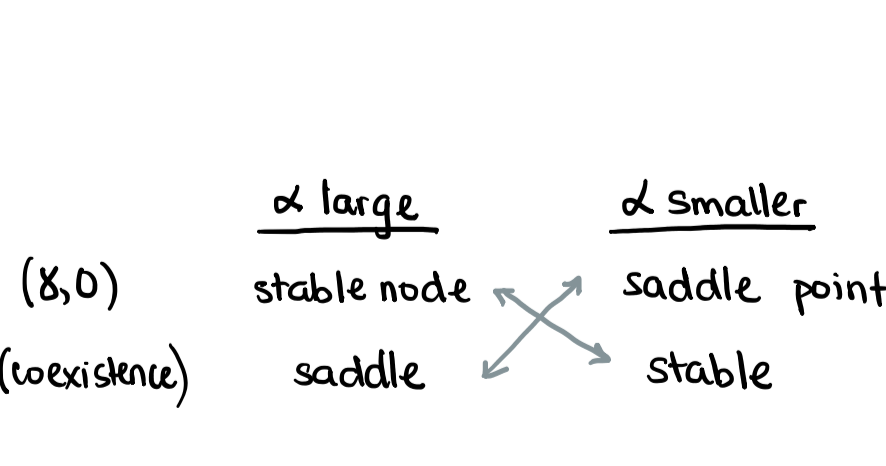 α large α smaller
(γ,0) stable node saddle point
(coexistence) saddle stable